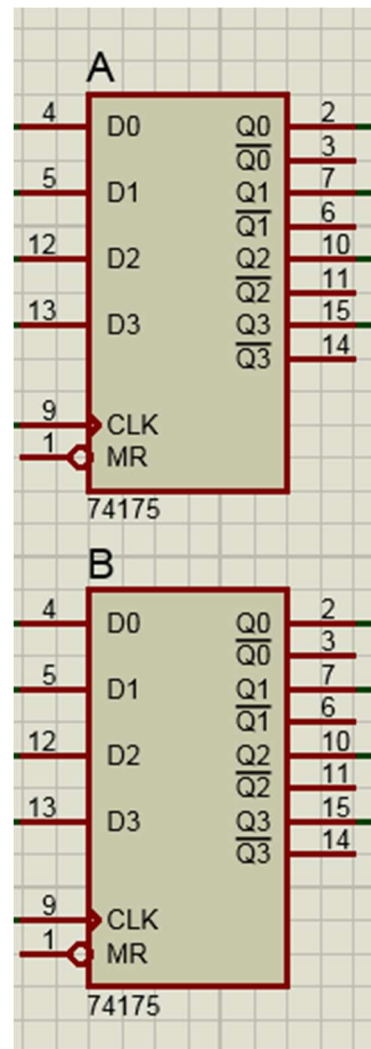 A
4 D0 Q0 2
Q0 3
5 D1 Q1 7
Q1 6
12 D2 Q2 10
Q2 11
13 D3 Q3 15
Q3 14
9 CLK
1 MR
74175
B
4 D0 Q0 2
Q0 3
5 D1 Q1 7
Q1 6
12 D2 Q2 10
Q2 11
13 D3 Q3 15
Q3 14
9 CLK
1 MR
74175